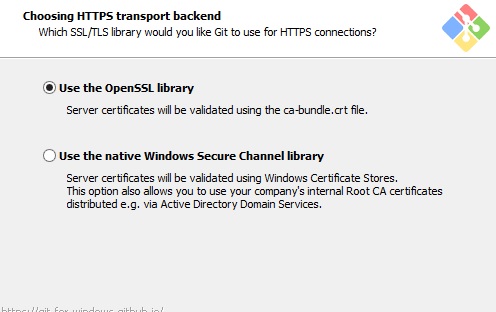 Choosing HTTPS transport backend
Which SSL/TLS library would you like Git to use for HTTPS connections?
Use the OpenSSL library
Server certificates will be validated using the ca-bundle.crt file.
Use the native Windows Secure Channel library
Server certificates will be validated using Windows Certificate Stores.
This option also allows you to use your company's internal Root CA certificates
distributed e.g. via Active Directory Domain Services.
https://git-for-windows.github.io/